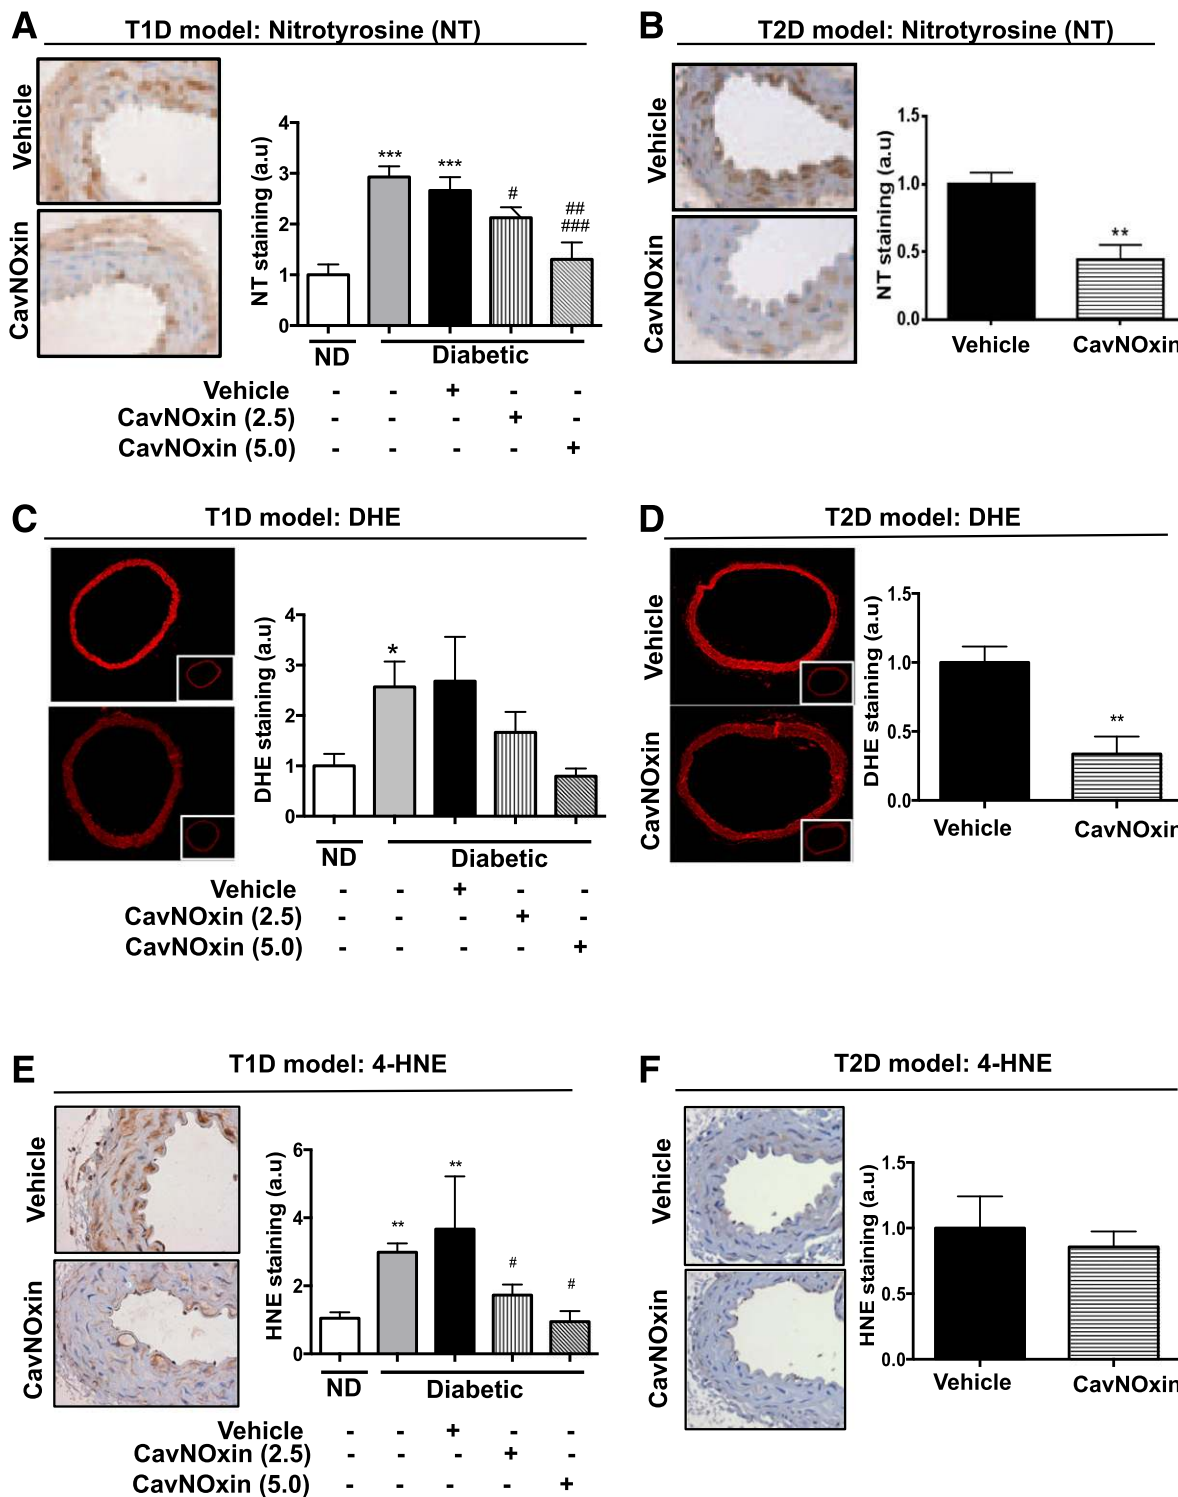 A
T1D model: Nitrotyrosine (NT)
Vehicle
CavNOxin
NT staining (a.u)
4
3
2
1
0
***
***
#
##
###
ND
Diabetic
Vehicle - - + - -
CavNOxin (2.5) - - - + -
CavNOxin (5.0) - - - - +
B
T2D model: Nitrotyrosine (NT)
Vehicle
CavNOxin
NT staining (a.u)
1.5
1.0
0.5
0.0
**
Vehicle
CavNOxin
C
T1D model: DHE
DHE staining (a.u)
4
3
2
1
0
*
ND
Diabetic
Vehicle - - + - -
CavNOxin (2.5) - - - + -
CavNOxin (5.0) - - - - +
D
T2D model: DHE
Vehicle
CavNOxin
DHE staining (a.u)
1.5
1.0
0.5
0.0
**
Vehicle
CavNOxin
E
T1D model: 4-HNE
Vehicle
CavNOxin
HNE staining (a.u)
6
4
2
0
**
**
#
#
ND
Diabetic
Vehicle - - + - -
CavNOxin (2.5) - - - + -
CavNOxin (5.0) - - - - +
F
T2D model: 4-HNE
Vehicle
CavNOxin
HNE staining (a.u)
1.5
1.0
0.5
0.0
Vehicle
CavNOxin